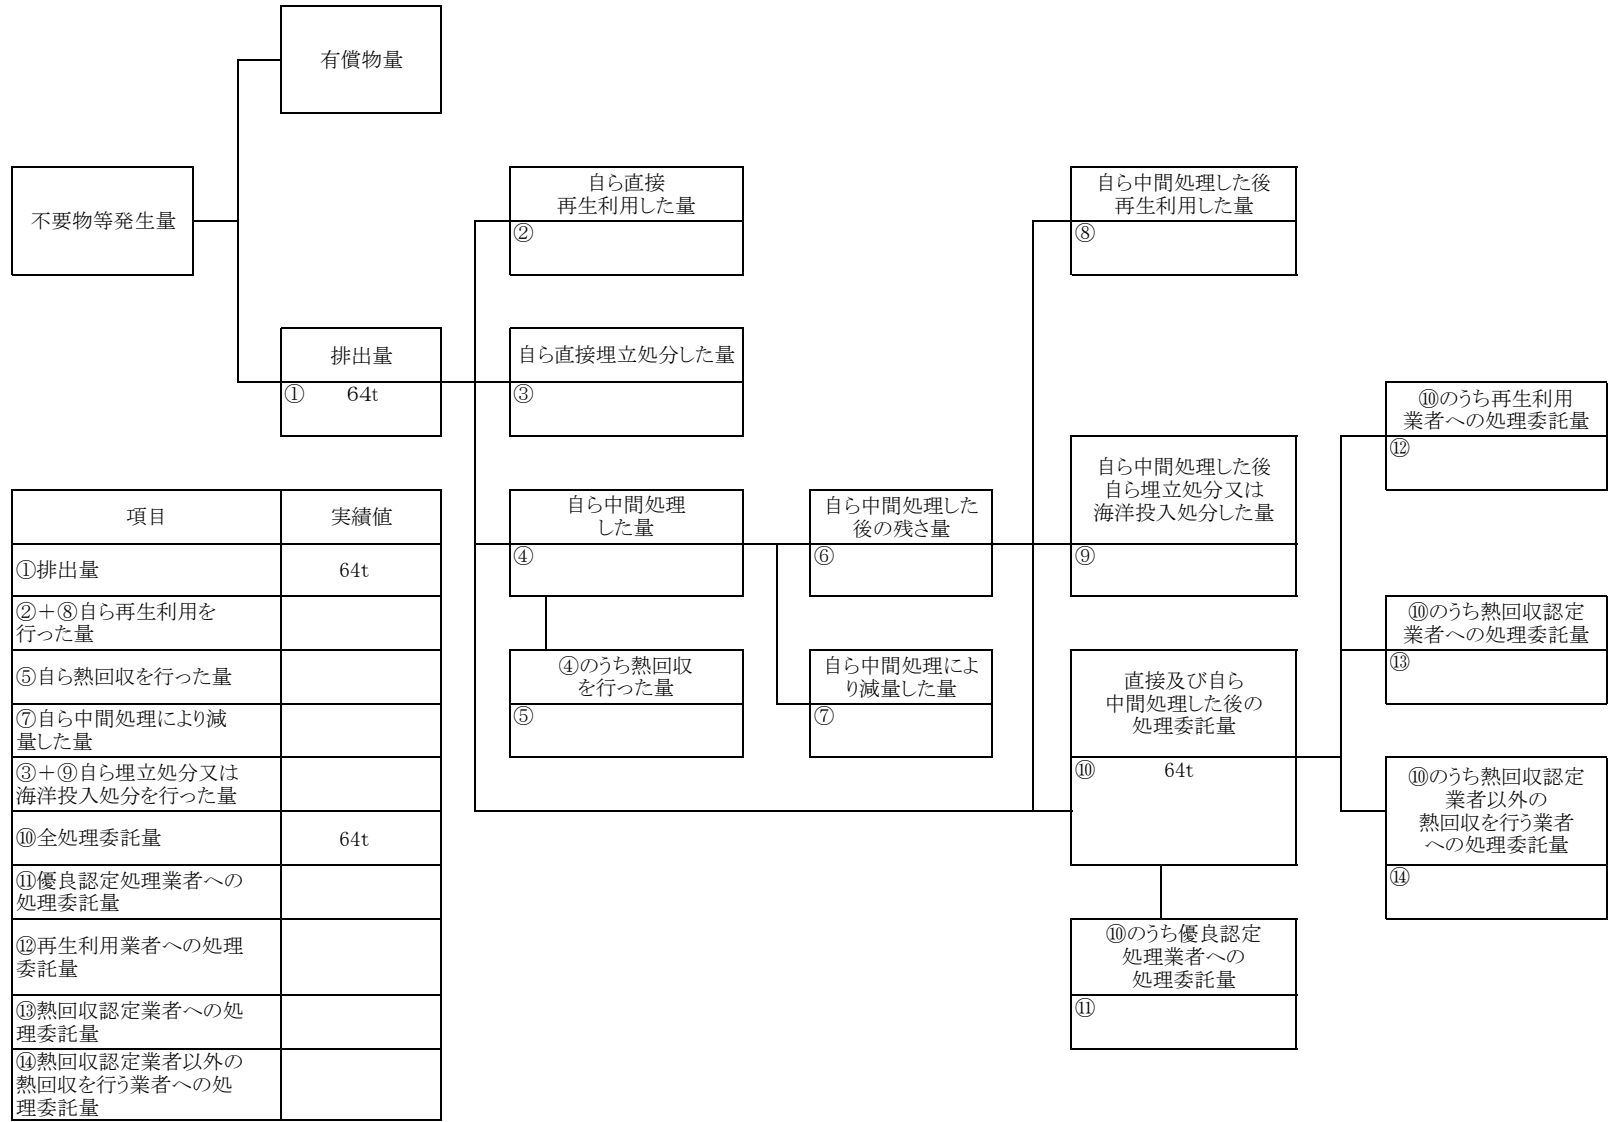 有償物量
不要物等発生量
自ら直接
再生利用した量
②
自ら中間処理した後
再生利用した量
⑧
排出量
① 64t
自ら直接埋立処分した量
③
⑩のうち再生利用
業者への処理委託量
⑫
自ら中間処理した後
自ら埋立処分又は
海洋投入処分した量
⑨
自ら中間処理
した量
④
自ら中間処理した
後の残さ量
⑥
⑩のうち熱回収認定
業者への処理委託量
⑬
④のうち熱回収
を行った量
⑤
自ら中間処理によ
り減量した量
⑦
直接及び自ら
中間処理した後の
処理委託量
⑩ 64t
⑩のうち熱回収認定
業者以外の
熱回収を行う業者
への処理委託量
⑭
⑩のうち優良認定
処理業者への
処理委託量
⑪
項目 実績値
①排出量 64t
②＋⑧自ら再生利用を
行った量
⑤自ら熱回収を行った量
⑦自ら中間処理により減
量した量
③＋⑨自ら埋立処分又は
海洋投入処分を行った量
⑩全処理委託量 64t
⑪優良認定処理業者への
処理委託量
⑫再生利用業者への処理
委託量
⑬熱回収認定業者への処
理委託量
⑭熱回収認定業者以外の
熱回収を行う業者への処
理委託量